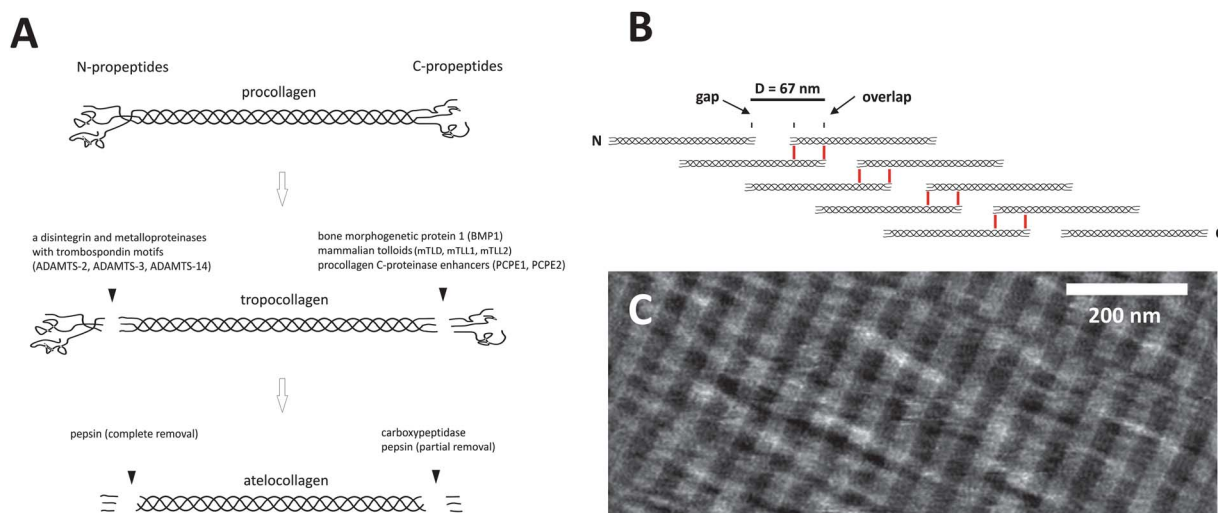 A
N-propeptides
C-propeptides
procollagen
a disintegrin and metalloproteinases
with trombospondin motifs
(ADAMTS-2, ADAMTS-3, ADAMTS-14)
bone morphogenetic protein 1 (BMP1)
mammalian tolloids (mTLD, mTLL1, mTLL2)
procollagen C-proteinase enhancers (PCPE1, PCPE2)
tropocollagen
pepsin (complete removal)
carboxypeptidase
pepsin (partial removal)
atelocollagen
B
D = 67 nm
gap
overlap
N
C
C
200 nm